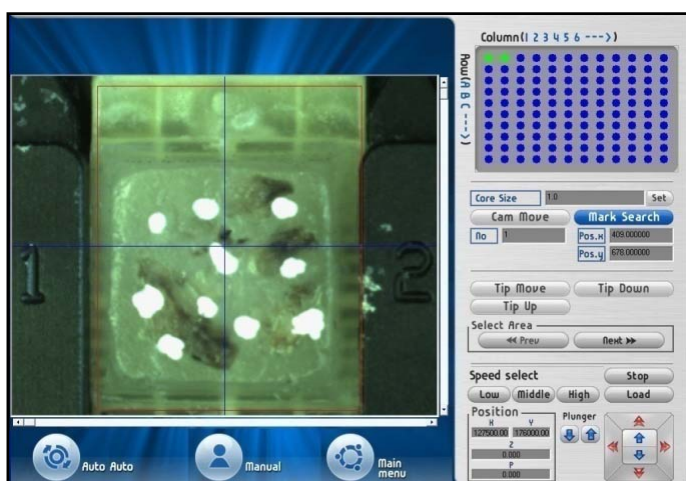 Column(1 2 3 4 5 6 --->)
Row(A B C --->)
Core Size
1.0
Set
Cam Move
Mark Search
No
1
Pos.x
409.000000
Pos.y
678.000000
Tip Move
Tip Down
Tip Up
Select Area
Prev
Next
Speed select
Stop
Low
Middle
High
Load
Position
X
Y
127500.00
176000.00
Z
0.000
P
0.000
Plunger
1
2
Auto Auto
Manual
Main
menu